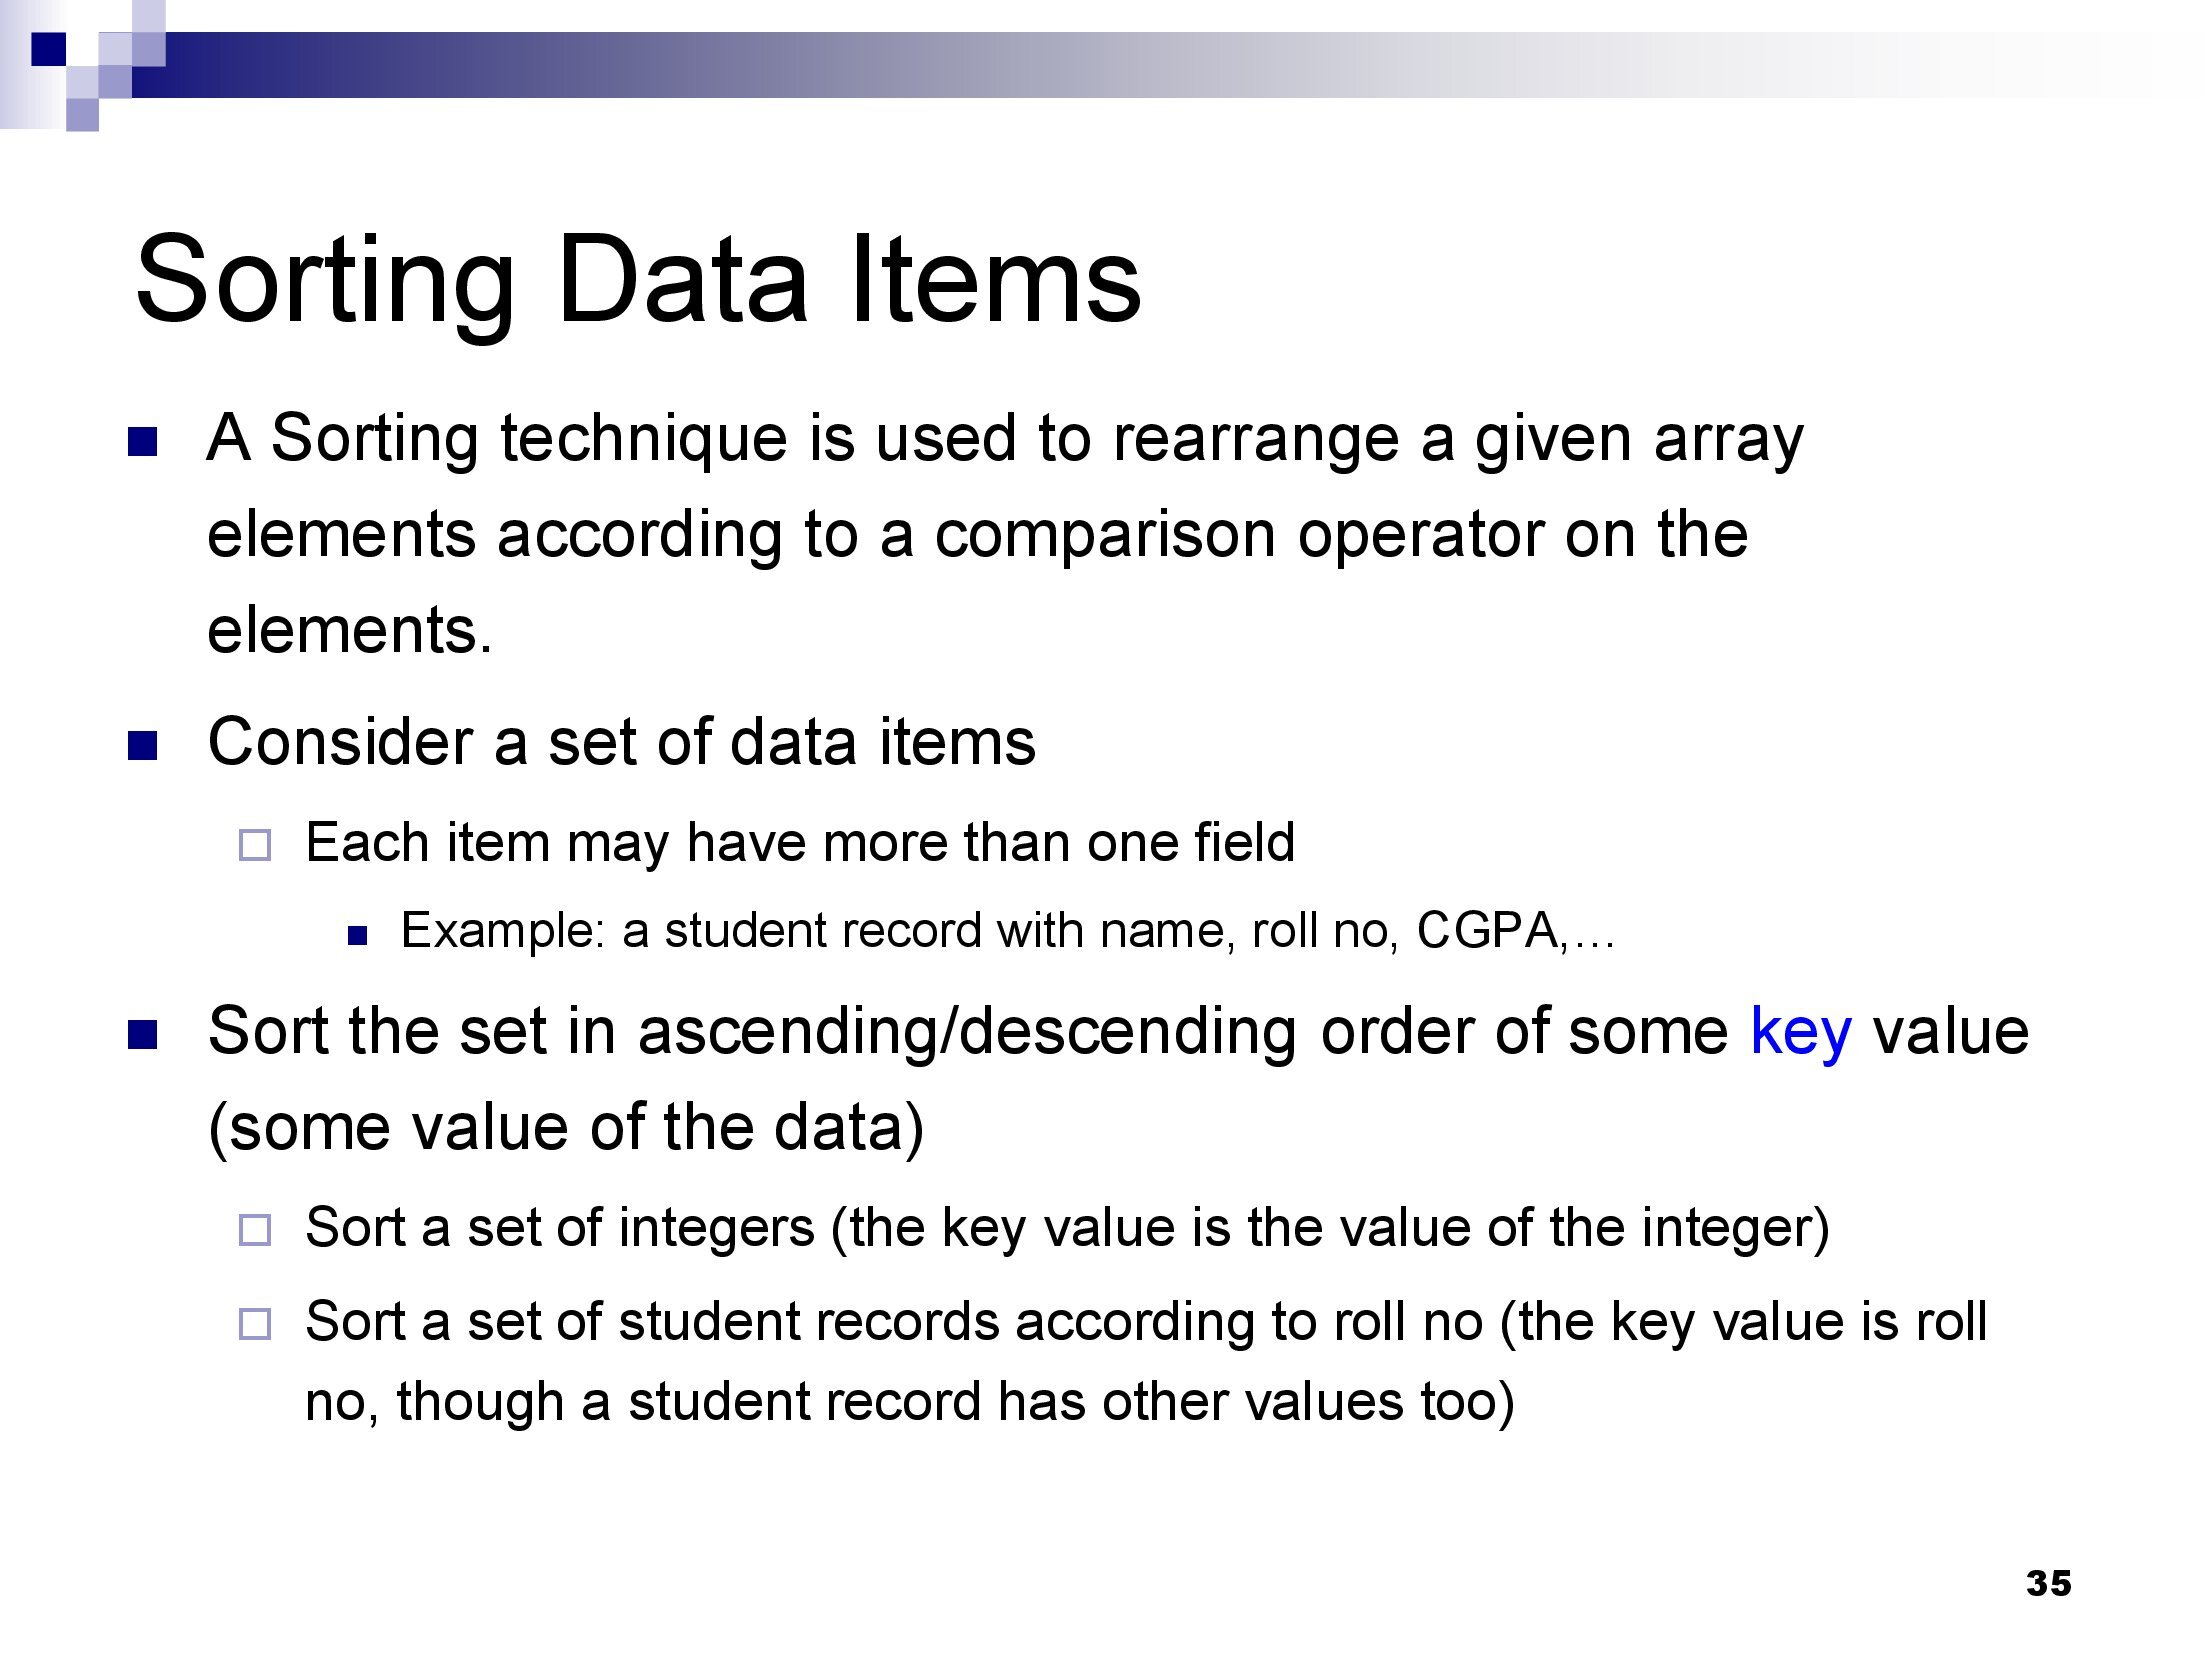 Sorting Data Items
A Sorting technique is used to rearrange a given array
elements according to a comparison operator on the
elements.
Consider a set of data items
Each item may have more than one field
Example: a student record with name, roll no, CGPA,…
Sort the set in ascending/descending order of some key value
(some value of the data)
Sort a set of integers (the key value is the value of the integer)
Sort a set of student records according to roll no (the key value is roll
no, though a student record has other values too)
35